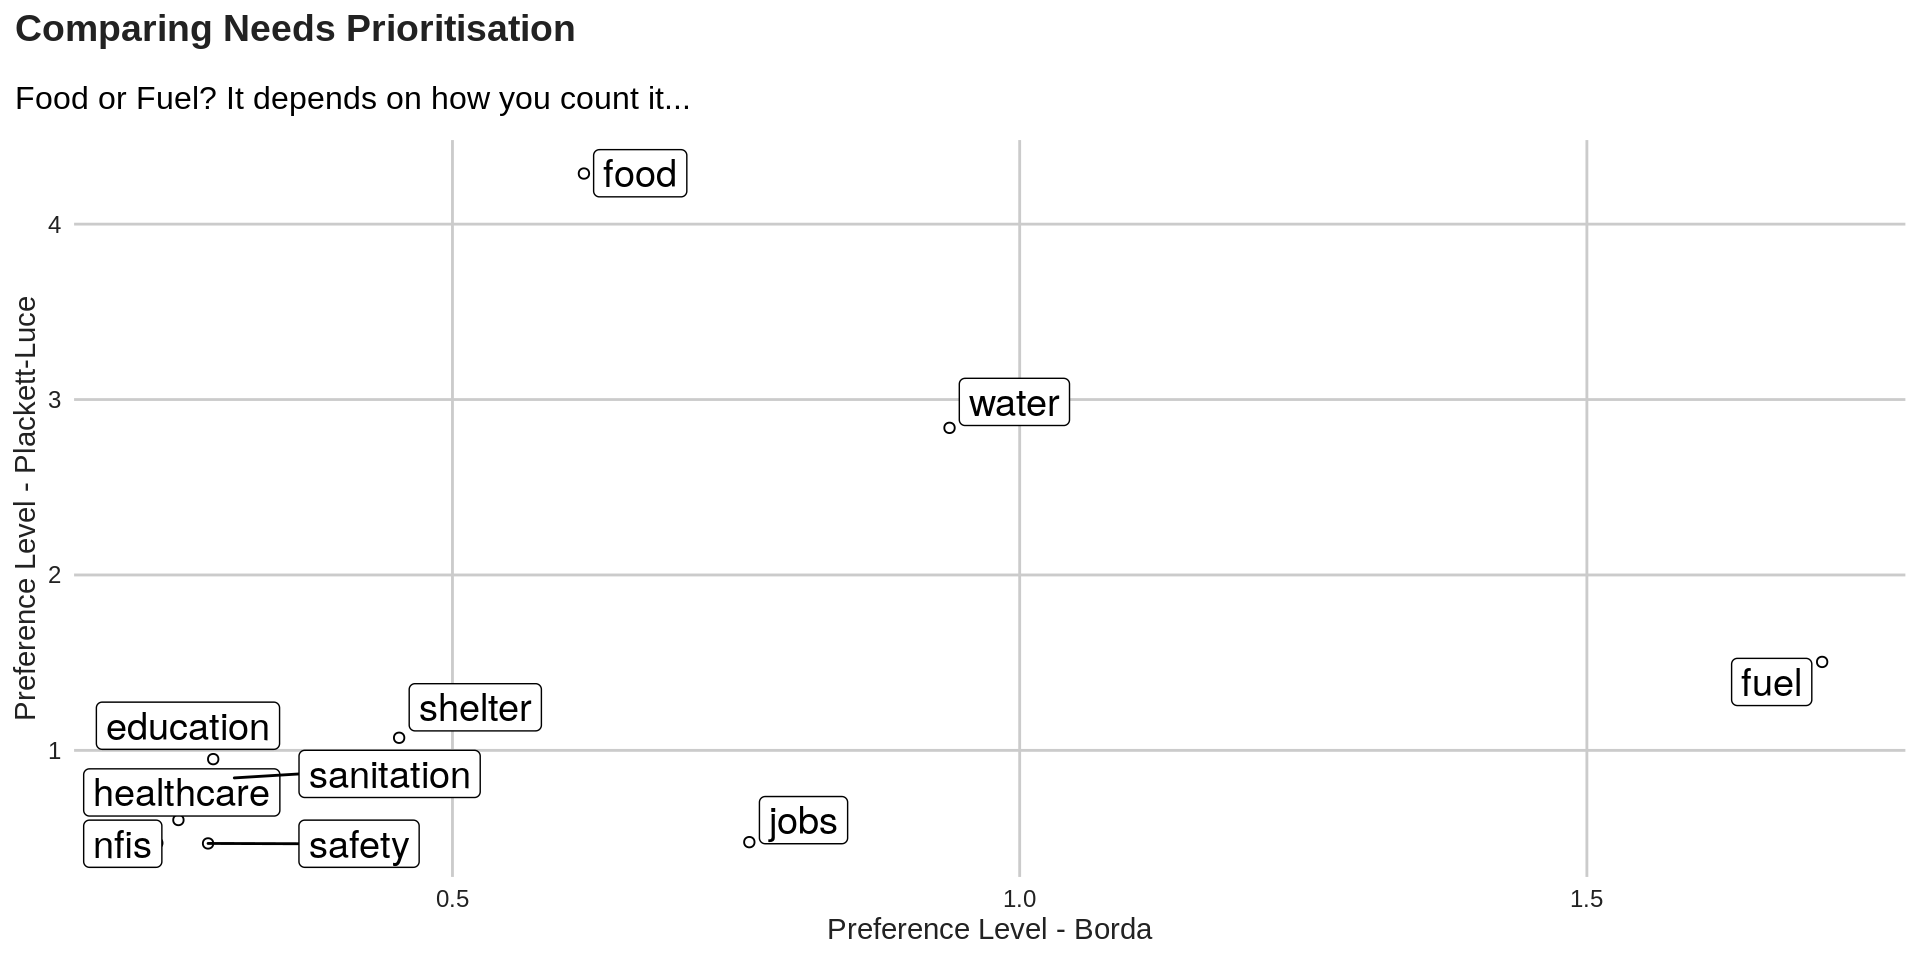 Comparing Needs Prioritisation
Food or Fuel? It depends on how you count it...
food
4
Preference Level - Plackett-Luce
3
water
2
fuel
shelter
education
1
sanitation
healthcare
jobs
nfis
safety
0.5
1.0
1.5
Preference Level - Borda